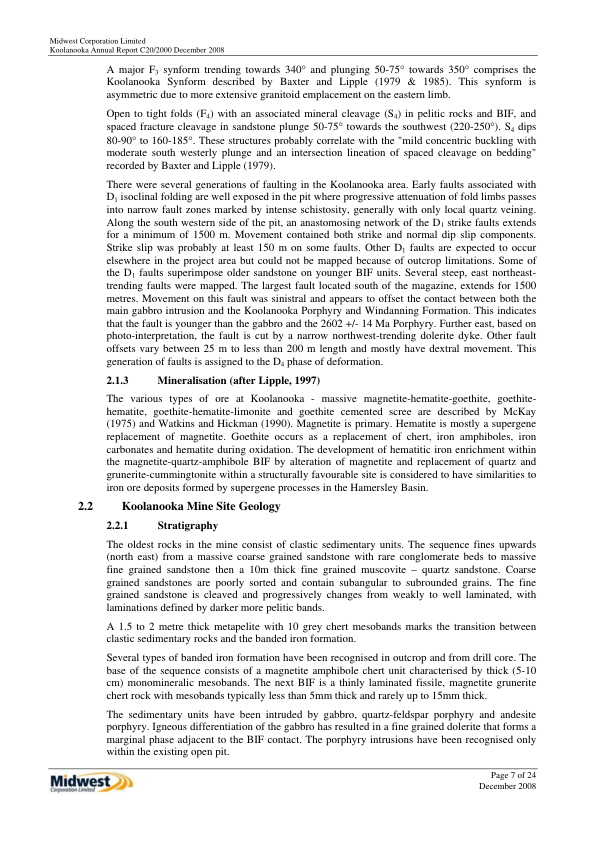 Midwest Corporation Limited
Koolanooka Annual Report C20/2000 December 2008
A major F3 synform trending towards 340° and plunging 50-75° towards 350° comprises the
Koolanooka Synform described by Baxter and Lipple (1979 & 1985). This synform is
asymmetric due to more extensive granitoid emplacement on the eastern limb.
Open to tight folds (F4) with an associated mineral cleavage (S4) in pelitic rocks and BIF, and
spaced fracture cleavage in sandstone plunge 50-75° towards the southwest (220-250°). S4 dips
80-90° to 160-185°. These structures probably correlate with the "mild concentric buckling with
moderate south westerly plunge and an intersection lineation of spaced cleavage on bedding"
recorded by Baxter and Lipple (1979).
There were several generations of faulting in the Koolanooka area. Early faults associated with
D1 isoclinal folding are well exposed in the pit where progressive attenuation of fold limbs passes
into narrow fault zones marked by intense schistosity, generally with only local quartz veining.
Along the south western side of the pit, an anastomosing network of the D1 strike faults extends
for a minimum of 1500 m. Movement contained both strike and normal dip slip components.
Strike slip was probably at least 150 m on some faults. Other D1 faults are expected to occur
elsewhere in the project area but could not be mapped because of outcrop limitations. Some of
the D1 faults superimpose older sandstone on younger BIF units. Several steep, east northeast-
trending faults were mapped. The largest fault located south of the magazine, extends for 1500
metres. Movement on this fault was sinistral and appears to offset the contact between both the
main gabbro intrusion and the Koolanooka Porphyry and Windanning Formation. This indicates
that the fault is younger than the gabbro and the 2602 +/- 14 Ma Porphyry. Further east, based on
photo-interpretation, the fault is cut by a narrow northwest-trending dolerite dyke. Other fault
offsets vary between 25 m to less than 200 m length and mostly have dextral movement. This
generation of faults is assigned to the D4 phase of deformation.
2.1.3 Mineralisation (after Lipple, 1997)
The various types of ore at Koolanooka - massive magnetite-hematite-goethite, goethite-
hematite, goethite-hematite-limonite and goethite cemented scree are described by McKay
(1975) and Watkins and Hickman (1990). Magnetite is primary. Hematite is mostly a supergene
replacement of magnetite. Goethite occurs as a replacement of chert, iron amphiboles, iron
carbonates and hematite during oxidation. The development of hematitic iron enrichment within
the magnetite-quartz-amphibole BIF by alteration of magnetite and replacement of quartz and
grunerite-cummingtonite within a structurally favourable site is considered to have similarities to
iron ore deposits formed by supergene processes in the Hamersley Basin.
2.2 Koolanooka Mine Site Geology
2.2.1 Stratigraphy
The oldest rocks in the mine consist of clastic sedimentary units. The sequence fines upwards
(north east) from a massive coarse grained sandstone with rare conglomerate beds to massive
fine grained sandstone then a 10m thick fine grained muscovite – quartz sandstone. Coarse
grained sandstones are poorly sorted and contain subangular to subrounded grains. The fine
grained sandstone is cleaved and progressively changes from weakly to well laminated, with
laminations defined by darker more pelitic bands.
A 1.5 to 2 metre thick metapelite with 10 grey chert mesobands marks the transition between
clastic sedimentary rocks and the banded iron formation.
Several types of banded iron formation have been recognised in outcrop and from drill core. The
base of the sequence consists of a magnetite amphibole chert unit characterised by thick (5-10
cm) monomineralic mesobands. The next BIF is a thinly laminated fissile, magnetite grunerite
chert rock with mesobands typically less than 5mm thick and rarely up to 15mm thick.
The sedimentary units have been intruded by gabbro, quartz-feldspar porphyry and andesite
porphyry. Igneous differentiation of the gabbro has resulted in a fine grained dolerite that forms a
marginal phase adjacent to the BIF contact. The porphyry intrusions have been recognised only
within the existing open pit.
Midwest
Corporation Limited
Page 7 of 24
December 2008